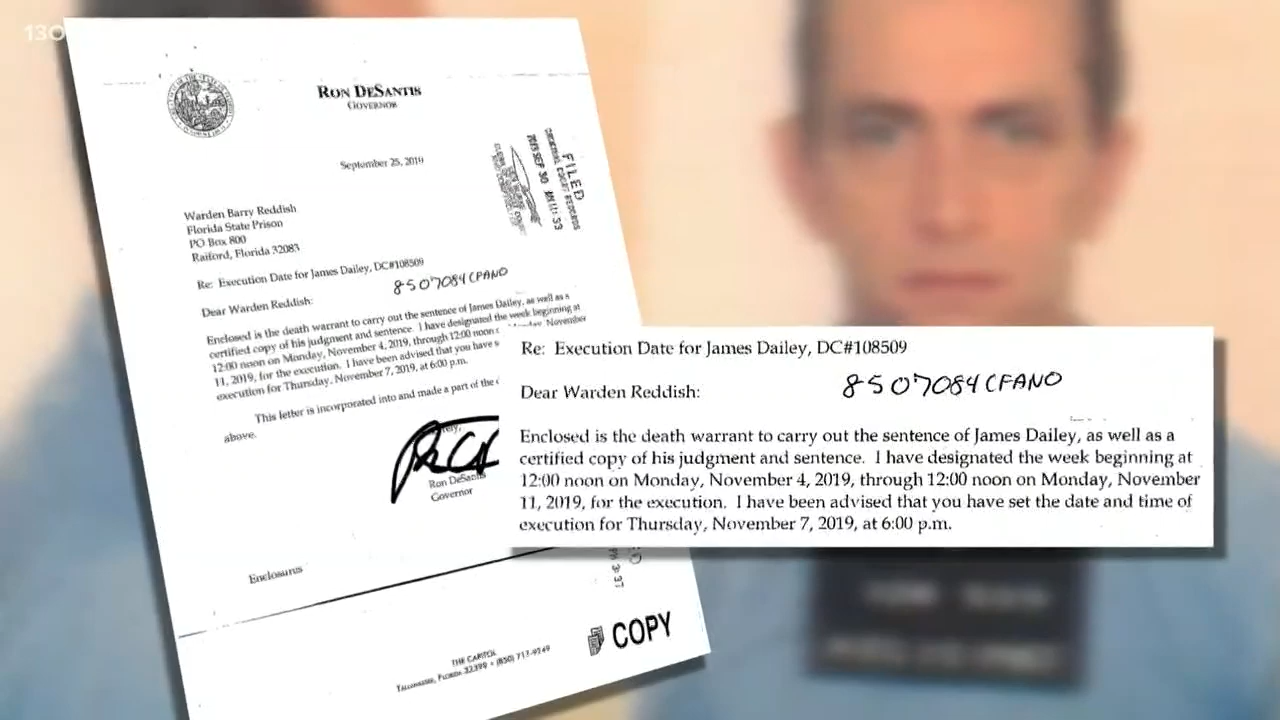 130
RON DESANTIS
GOVERNOR
September 25, 2019
FILED
2019 SEP 30
Warden Barry Reddish
Florida State Prison
PO Box 800
Raiford, Florida 32083
Re: Execution Date for James Dailey, DC#108509
8507084CFANO
Dear Warden Reddish:
Enclosed is the death warrant to carry out the sentence of James Dailey, as well as a
certified copy of his judgment and sentence. I have designated the week beginning at
12:00 noon on Monday, November 4, 2019, through 12:00 noon Monday, November
11, 2019, for the execution. I have been advised that you have s
execution for Thursday, November 7, 2019, at 6:00 p.m.
This letter is incorporated into and made a part of the
above.
Ron DeSantis
Governor
Enclosures
COPY
THE CAPITOL
TALLAHASSEE, FLORIDA 32399 • (850) 717-9249
Re: Execution Date for James Dailey, DC#108509
Dear Warden Reddish:
8507084CFANO
Enclosed is the death warrant to carry out the sentence of James Dailey, as well as a
certified copy of his judgment and sentence. I have designated the week beginning at
12:00 noon on Monday, November 4, 2019, through 12:00 noon on Monday, November
11, 2019, for the execution. I have been advised that you have set the date and time of
execution for Thursday, November 7, 2019, at 6:00 p.m.